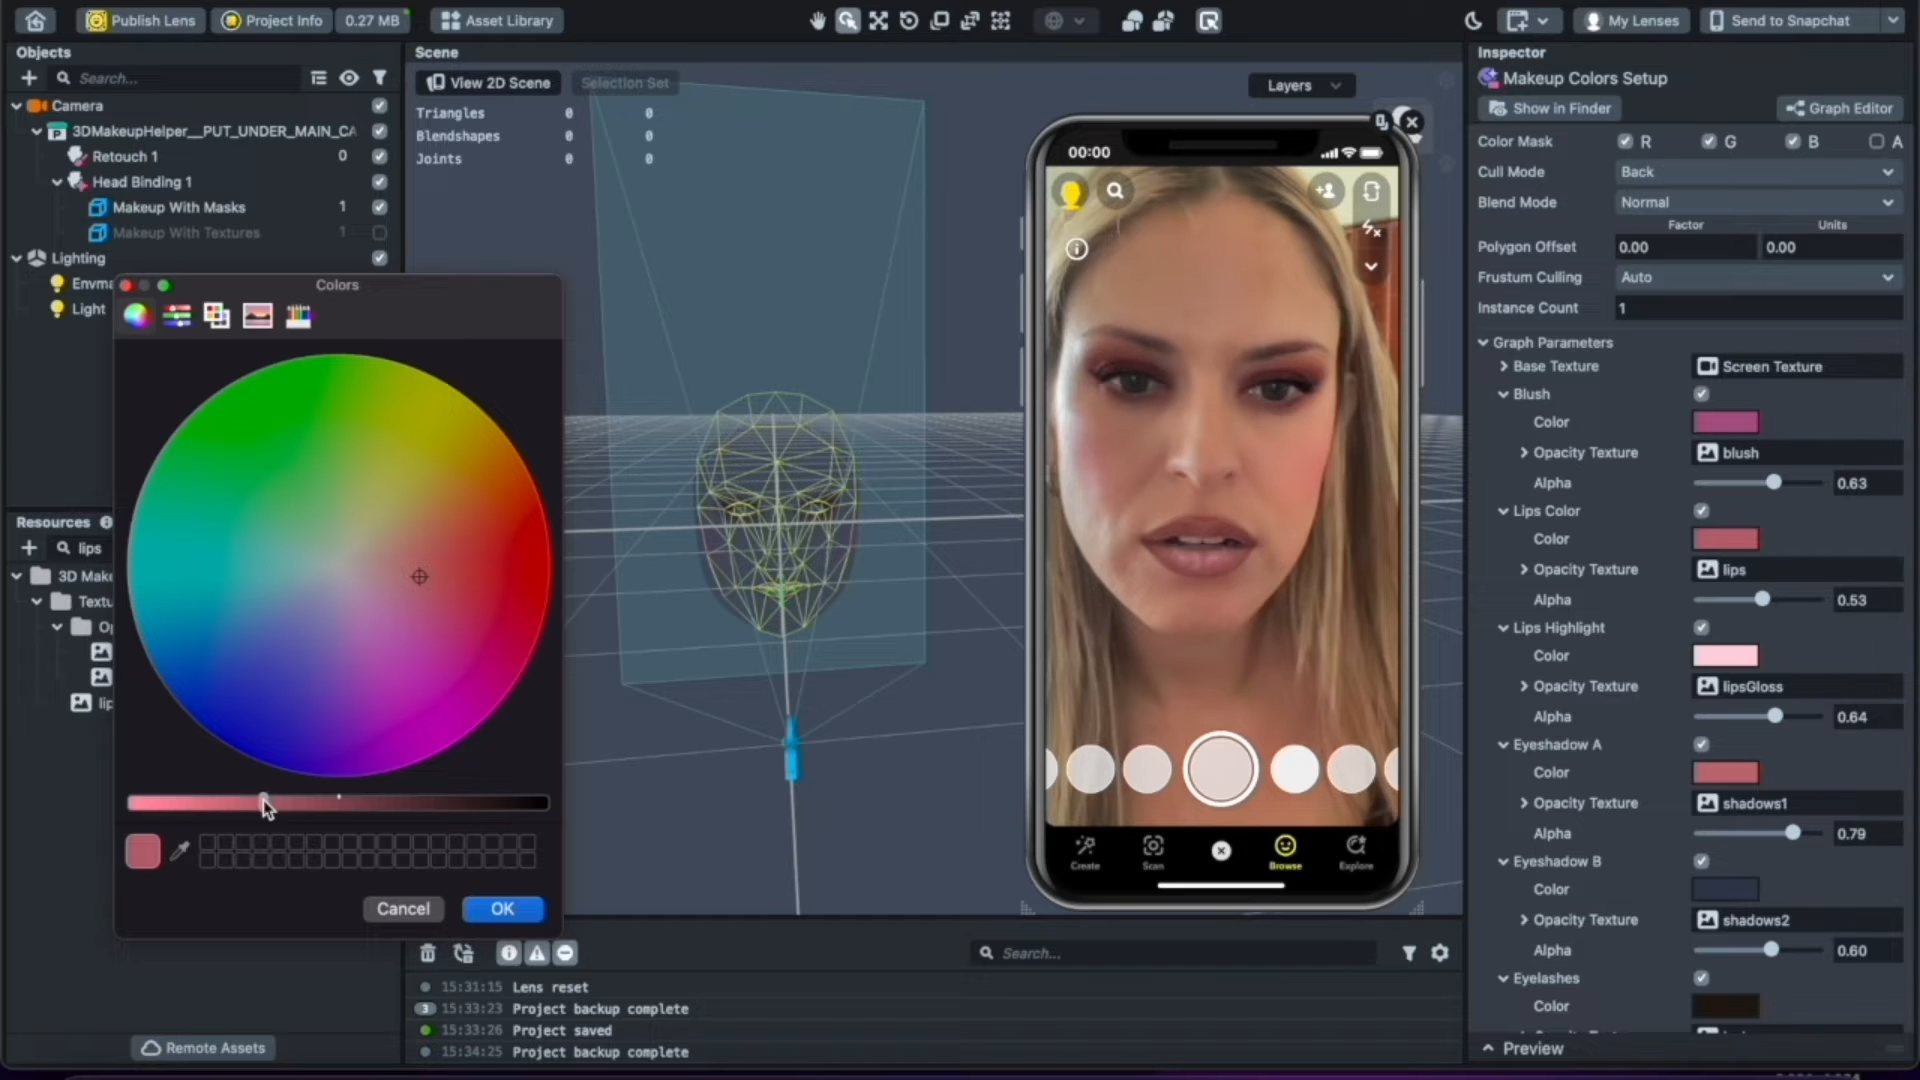 Publish Lens
Project Info
0.27 MB
Asset Library
My Lenses
Send to Snapchat
Objects
Search...
Camera
3DMakeupHelper__PUT_UNDER_MAIN_CA
Retouch 1
0
Head Binding 1
Makeup With Masks
1
Makeup With Textures
1
Lighting
Envma
Light
Resources
lips
3D Make
Textu
Op
lip
Remote Assets
Colors
Cancel
OK
Scene
View 2D Scene
Selection Set
Layers
Triangles 0 0
Blendshapes 0 0
Joints 0 0
00:00
Create
Scan
Browse
Explore
Search...
15:31:15 Lens reset
3 15:33:23 Project backup complete
15:33:26 Project saved
15:34:25 Project backup complete
Inspector
Makeup Colors Setup
Show in Finder
Graph Editor
Color Mask R G B A
Cull Mode Back
Blend Mode Normal
Factor Units
Polygon Offset 0.00 0.00
Frustum Culling Auto
Instance Count 1
Graph Parameters
Base Texture Screen Texture
Blush
Color
Opacity Texture blush
Alpha 0.63
Lips Color
Color
Opacity Texture lips
Alpha 0.53
Lips Highlight
Color
Opacity Texture lipsGloss
Alpha 0.64
Eyeshadow A
Color
Opacity Texture shadows1
Alpha 0.79
Eyeshadow B
Color
Opacity Texture shadows2
Alpha 0.60
Eyelashes
Color
Preview